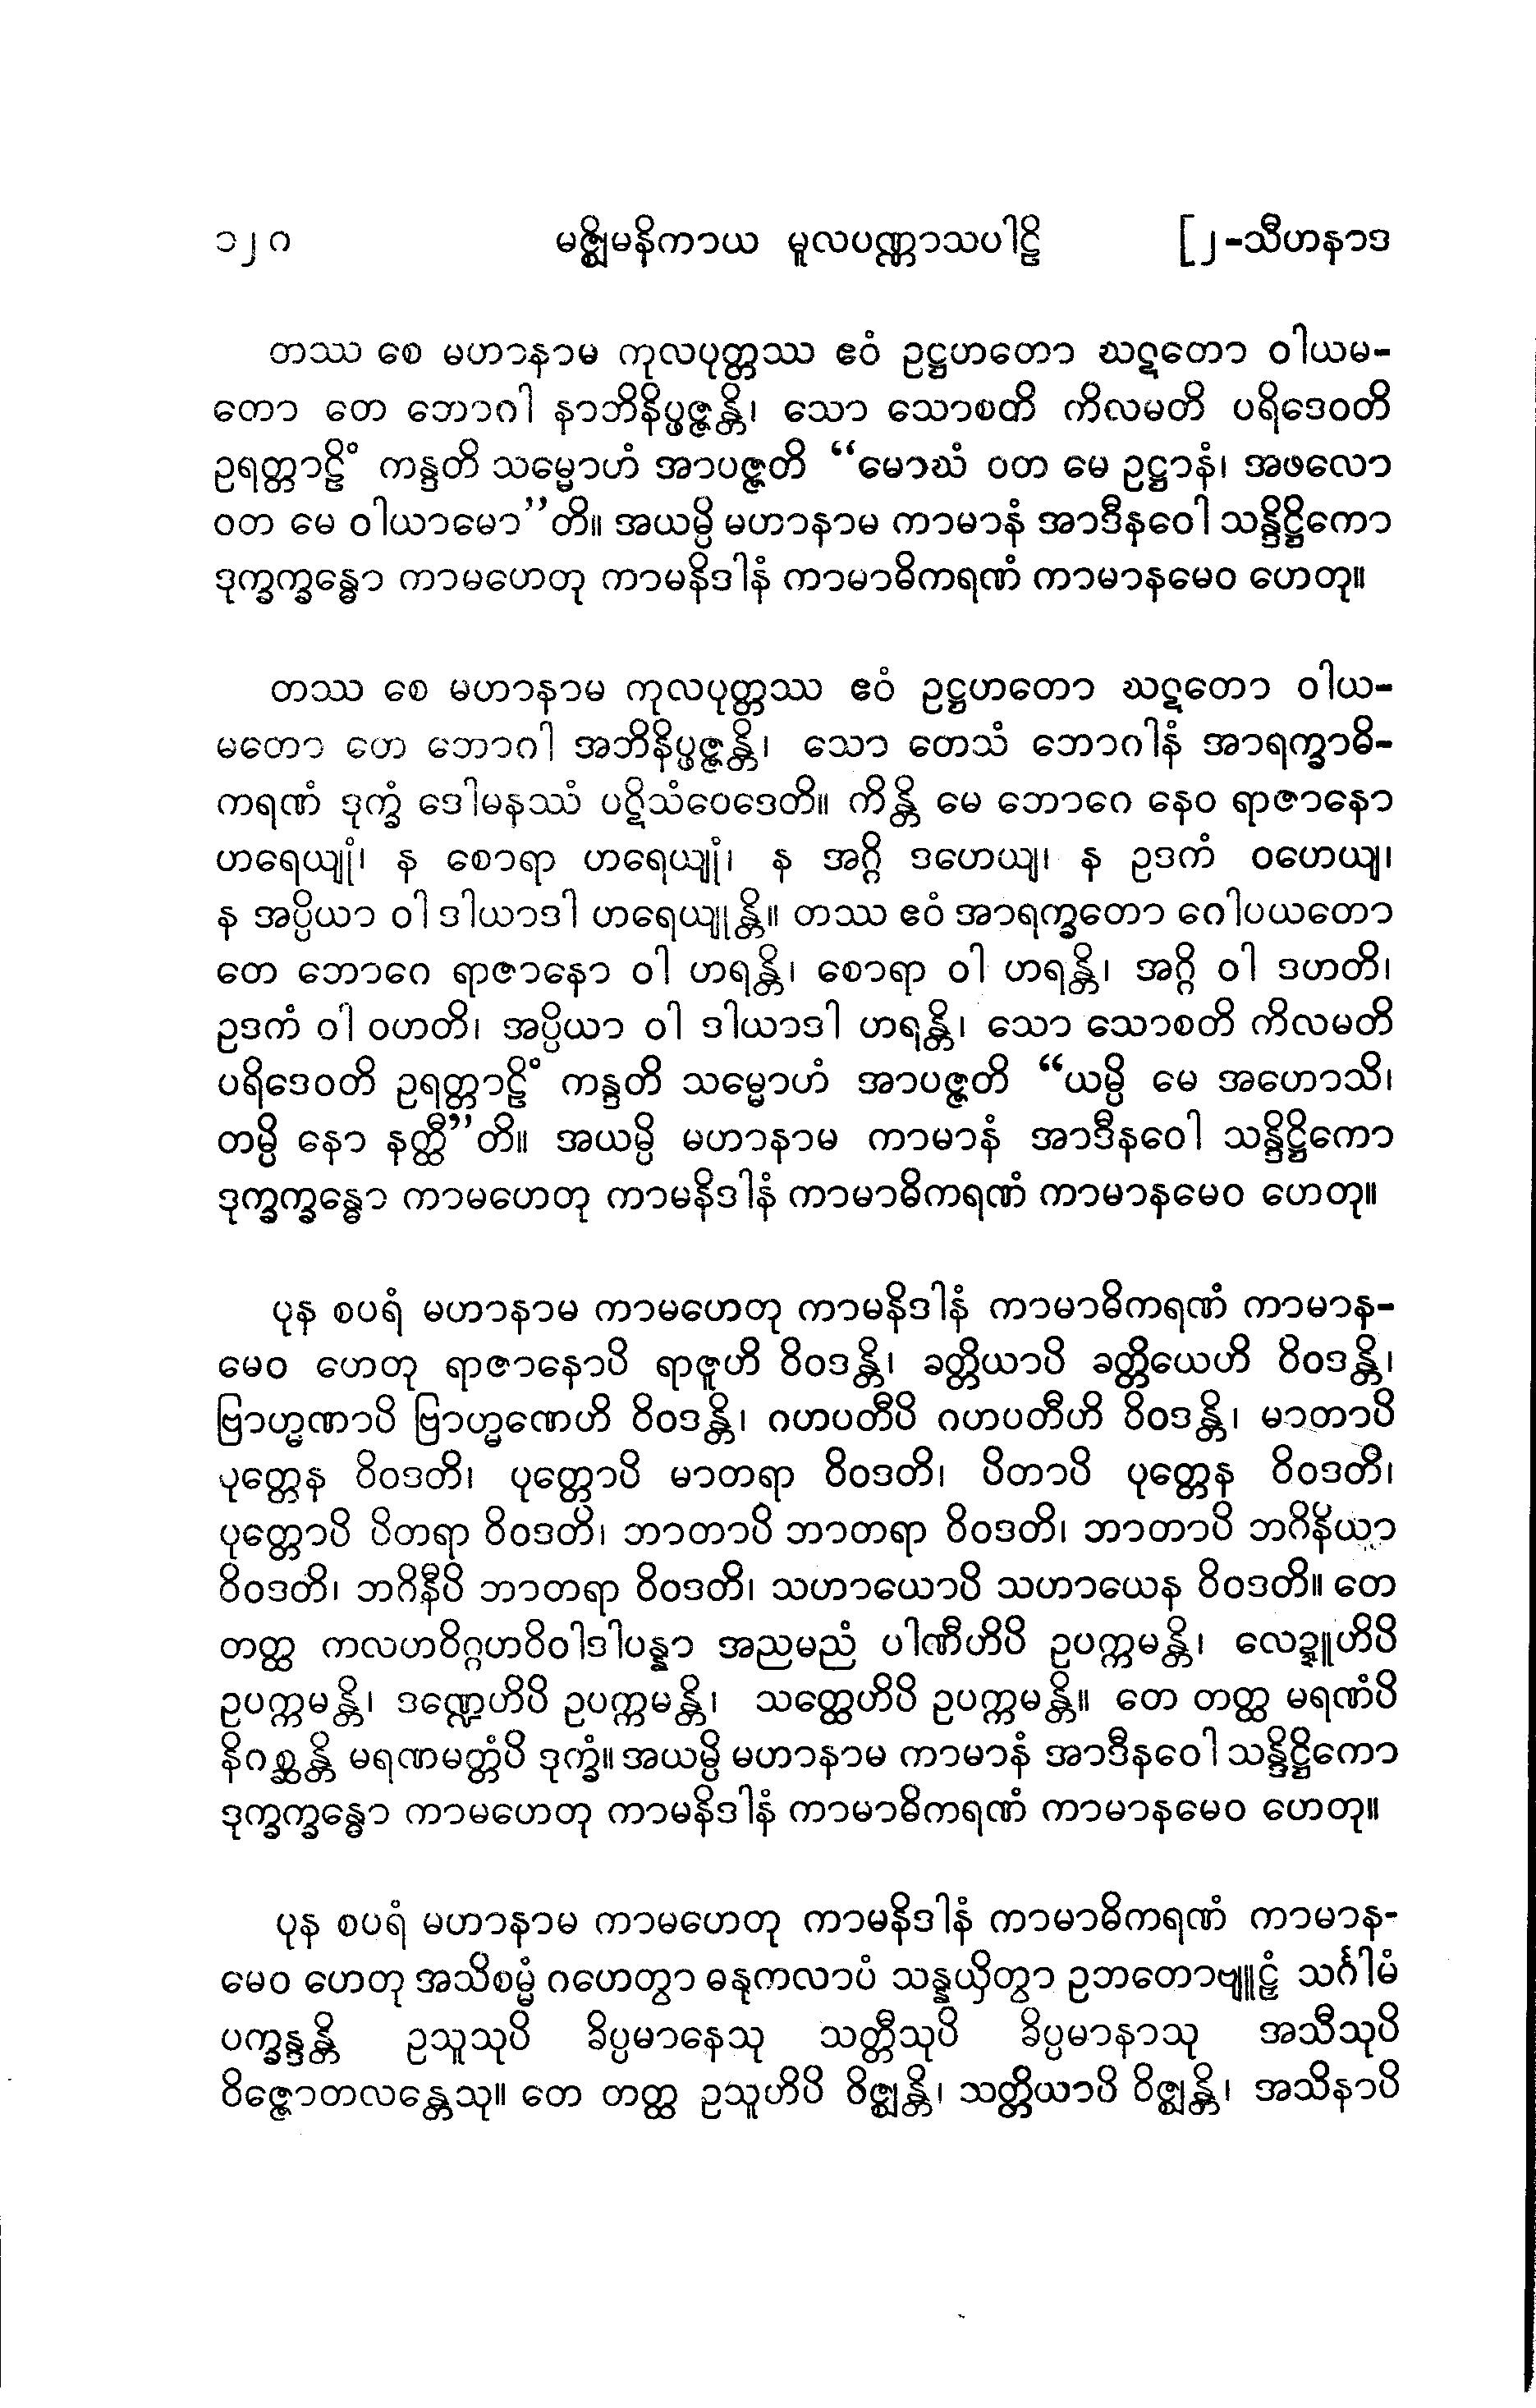 ၁၂၈ မဇ္ဈိမနိကာယ မူလပဏ္ဏာသပါဠိ [၂-သီဟနာဒ
တဿ စေ မဟာနာမ ကုလပုတ္တဿ ဧဝံ ဥဋ္ဌဟတော ဃဋတော ဝါယမ-
တော တေ ဘောဂါ နာဘိနိပ္ဖဇ္ဇန္တိ၊ သော သောစတိ ကိလမတိ ပရိဒေဝတိ
ဥရတ္တာဠိံ ကန္ဒတိ သမ္မောဟံ အာပဇ္ဇတိ “မောဃံ ဝတ မေ ဥဋ္ဌာနံ၊ အဖလော
ဝတ မေ ဝါယာမော”တိ။ အယမ္ပိ မဟာနာမ ကာမာနံ အာဒီနဝေါ သန္ဒိဋ္ဌိကော
ဒုက္ခက္ခန္ဓော ကာမဟေတု ကာမနိဒါနံ ကာမာဓိကရဏံ ကာမာနမေဝ ဟေတု။
တဿ စေ မဟာနာမ ကုလပုတ္တဿ ဧဝံ ဥဋ္ဌဟတော ဃဋတော ဝါယ-
မတော တေ ဘောဂါ အဘိနိပ္ဖဇ္ဇန္တိ၊ သော တေသံ ဘောဂါနံ အာရက္ခာဓိ-
ကရဏံ ဒုက္ခံ ဒေါမနဿံ ပဋိသံဝေဒေတိ။ ကိန္တိ မေ ဘောဂေ နေဝ ရာဇာနော
ဟရေယျုံ၊ န စောရာ ဟရေယျုံ၊ န အဂ္ဂိ ဒဟေယျ၊ န ဥဒကံ ဝဟေယျ၊
န အပ္ပိယာ ဝါ ဒါယာဒါ ဟရေယျုန္တိ။ တဿ ဧဝံ အာရက္ခတော ဂေါပယတော
တေ ဘောဂေ ရာဇာနော ဝါ ဟရန္တိ၊ စောရာ ဝါ ဟရန္တိ၊ အဂ္ဂိ ဝါ ဒဟတိ၊
ဥဒကံ ဝါ ဝဟတိ၊ အပ္ပိယာ ဝါ ဒါယာဒါ ဟရန္တိ၊ သော သောစတိ ကိလမတိ
ပရိဒေဝတိ ဥရတ္တာဠိံ ကန္ဒတိ သမ္မောဟံ အာပဇ္ဇတိ “ယမ္ပိ မေ အဟောသိ၊
တမ္ပိ နော နတ္ထီ”တိ။ အယမ္ပိ မဟာနာမ ကာမာနံ အာဒီနဝေါ သန္ဒိဋ္ဌိကော
ဒုက္ခက္ခန္ဓော ကာမဟေတု ကာမနိဒါနံ ကာမာဓိကရဏံ ကာမာနမေဝ ဟေတု။
ပုန စပရံ မဟာနာမ ကာမဟေတု ကာမနိဒါနံ ကာမာဓိကရဏံ ကာမာန-
မေဝ ဟေတု ရာဇာနောပိ ရာဇူဟိ ဝိဝဒန္တိ၊ ခတ္တိယာပိ ခတ္တိယေဟိ ဝိဝဒန္တိ၊
ဗြာဟ္မဏာပိ ဗြာဟ္မဏေဟိ ဝိဝဒန္တိ၊ ဂဟပတီပိ ဂဟပတီဟိ ဝိဝဒန္တိ၊ မာတာပိ
ပုတ္တေန ဝိဝဒတိ၊ ပုတ္တောပိ မာတရာ ဝိဝဒတိ၊ ပိတာပိ ပုတ္တေန ဝိဝဒတိ၊
ပုတ္တောပိ ပိတရာ ဝိဝဒတိ၊ ဘာတာပိ ဘာတရာ ဝိဝဒတိ၊ ဘာတာပိ ဘဂိနိယာ
ဝိဝဒတိ၊ ဘဂိနီပိ ဘာတရာ ဝိဝဒတိ၊ သဟာယောပိ သဟာယေန ဝိဝဒတိ။ တေ
တတ္ထ ကလဟဝိဂ္ဂဟဝိဝါဒါပန္နာ အညမညံ ပါဏီဟိပိ ဥပက္ကမန္တိ၊ လေဍ္ဍူဟိပိ
ဥပက္ကမန္တိ၊ ဒဏ္ဍေဟိပိ ဥပက္ကမန္တိ၊ သတ္ထေဟိပိ ဥပက္ကမန္တိ။ တေ တတ္ထ မရဏံပိ
နိဂစ္ဆန္တိ မရဏမတ္တံပိ ဒုက္ခံ။ အယမ္ပိ မဟာနာမ ကာမာနံ အာဒီနဝေါ သန္ဒိဋ္ဌိကော
ဒုက္ခက္ခန္ဓော ကာမဟေတု ကာမနိဒါနံ ကာမာဓိကရဏံ ကာမာနမေဝ ဟေတု။
ပုန စပရံ မဟာနာမ ကာမဟေတု ကာမနိဒါနံ ကာမာဓိကရဏံ ကာမာန-
မေဝ ဟေတု အသိစမ္မံ ဂဟေတွာ ဓနုကလာပံ သန္နယှိတွာ ဥဘတောဗျူဠှံ သင်္ဂါမံ
ပက္ခန္ဒန္တိ ဥသူသုပိ ခိပ္ပမာနေသု သတ္တီသုပိ ခိပ္ပမာနာသု အသီသုပိ
ဝိဇ္ဇောတလန္တေသု။ တေ တတ္ထ ဥသူဟိပိ ဝိဇ္ဈန္တိ၊ သတ္တိယာပိ ဝိဇ္ဈန္တိ၊ အသိနာပိ